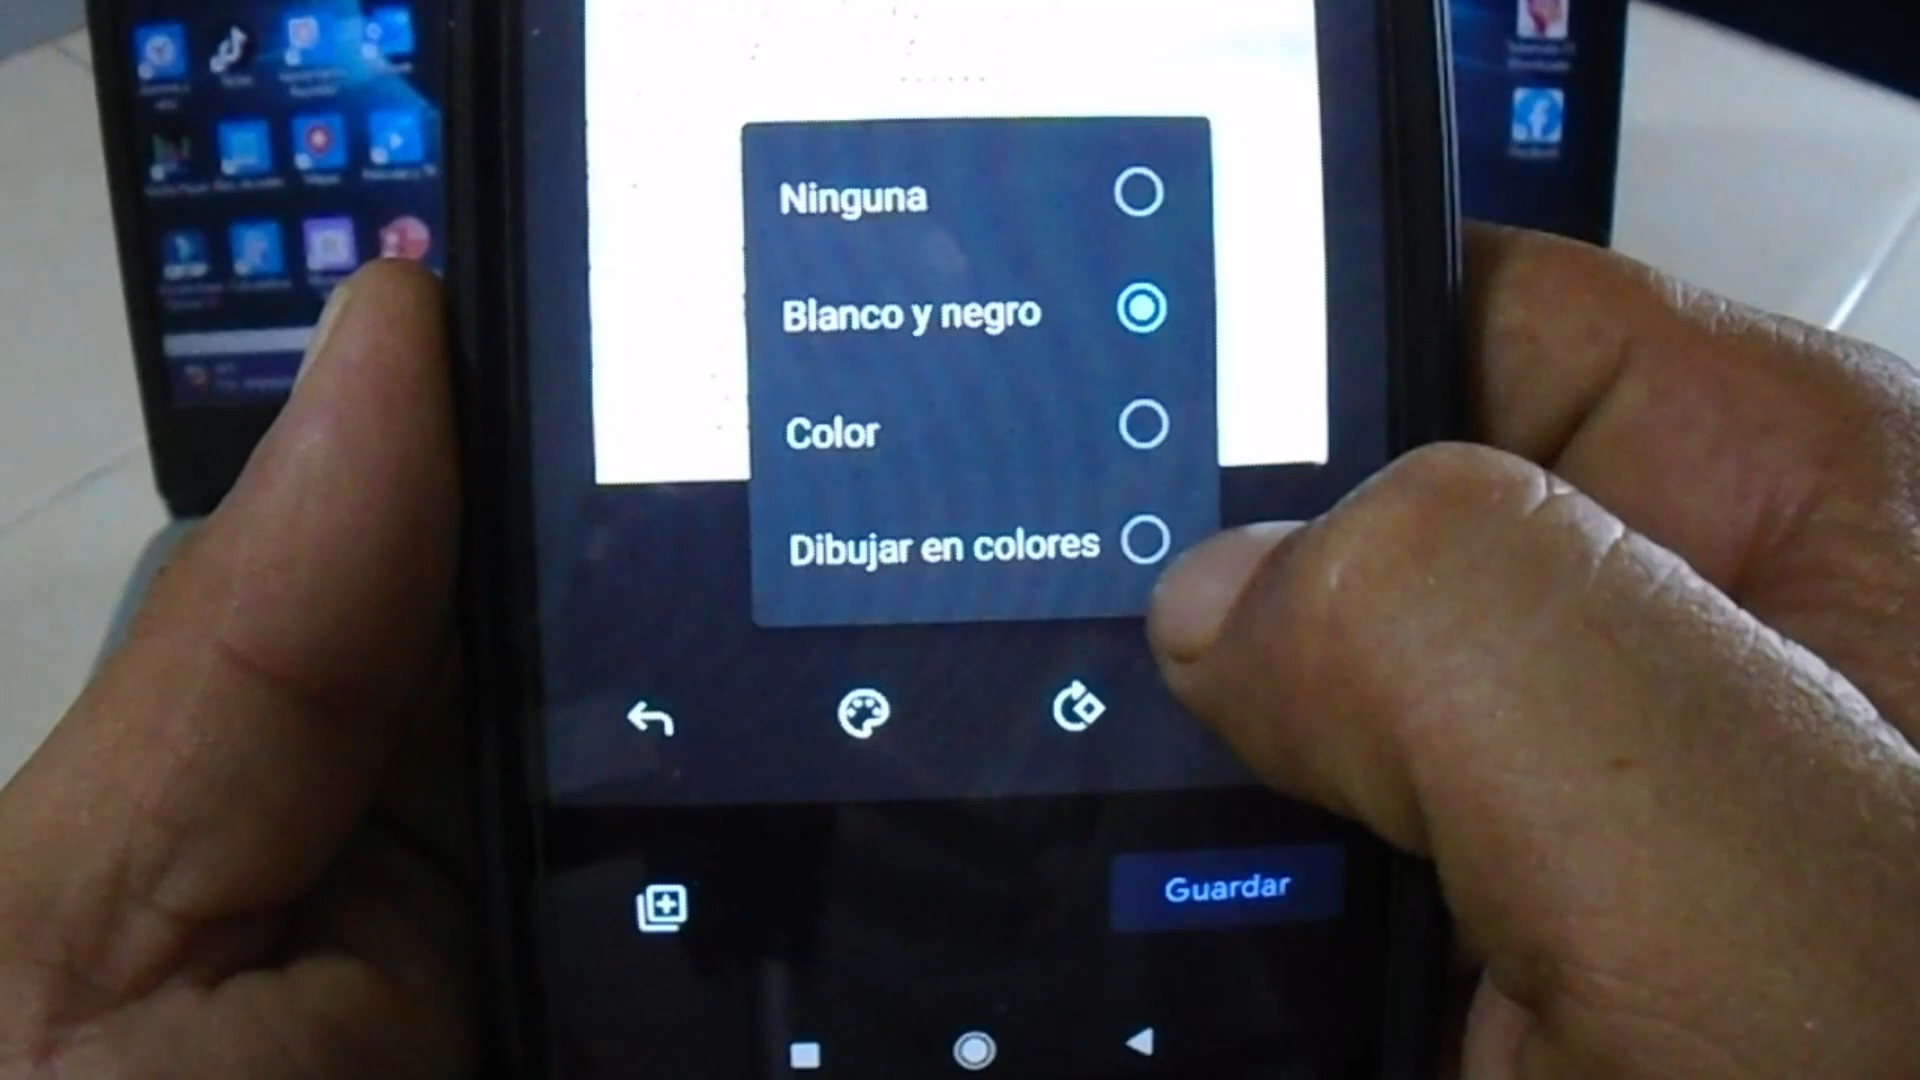 Ninguna
Blanco y negro
Color
Dibujar en colores
Guardar